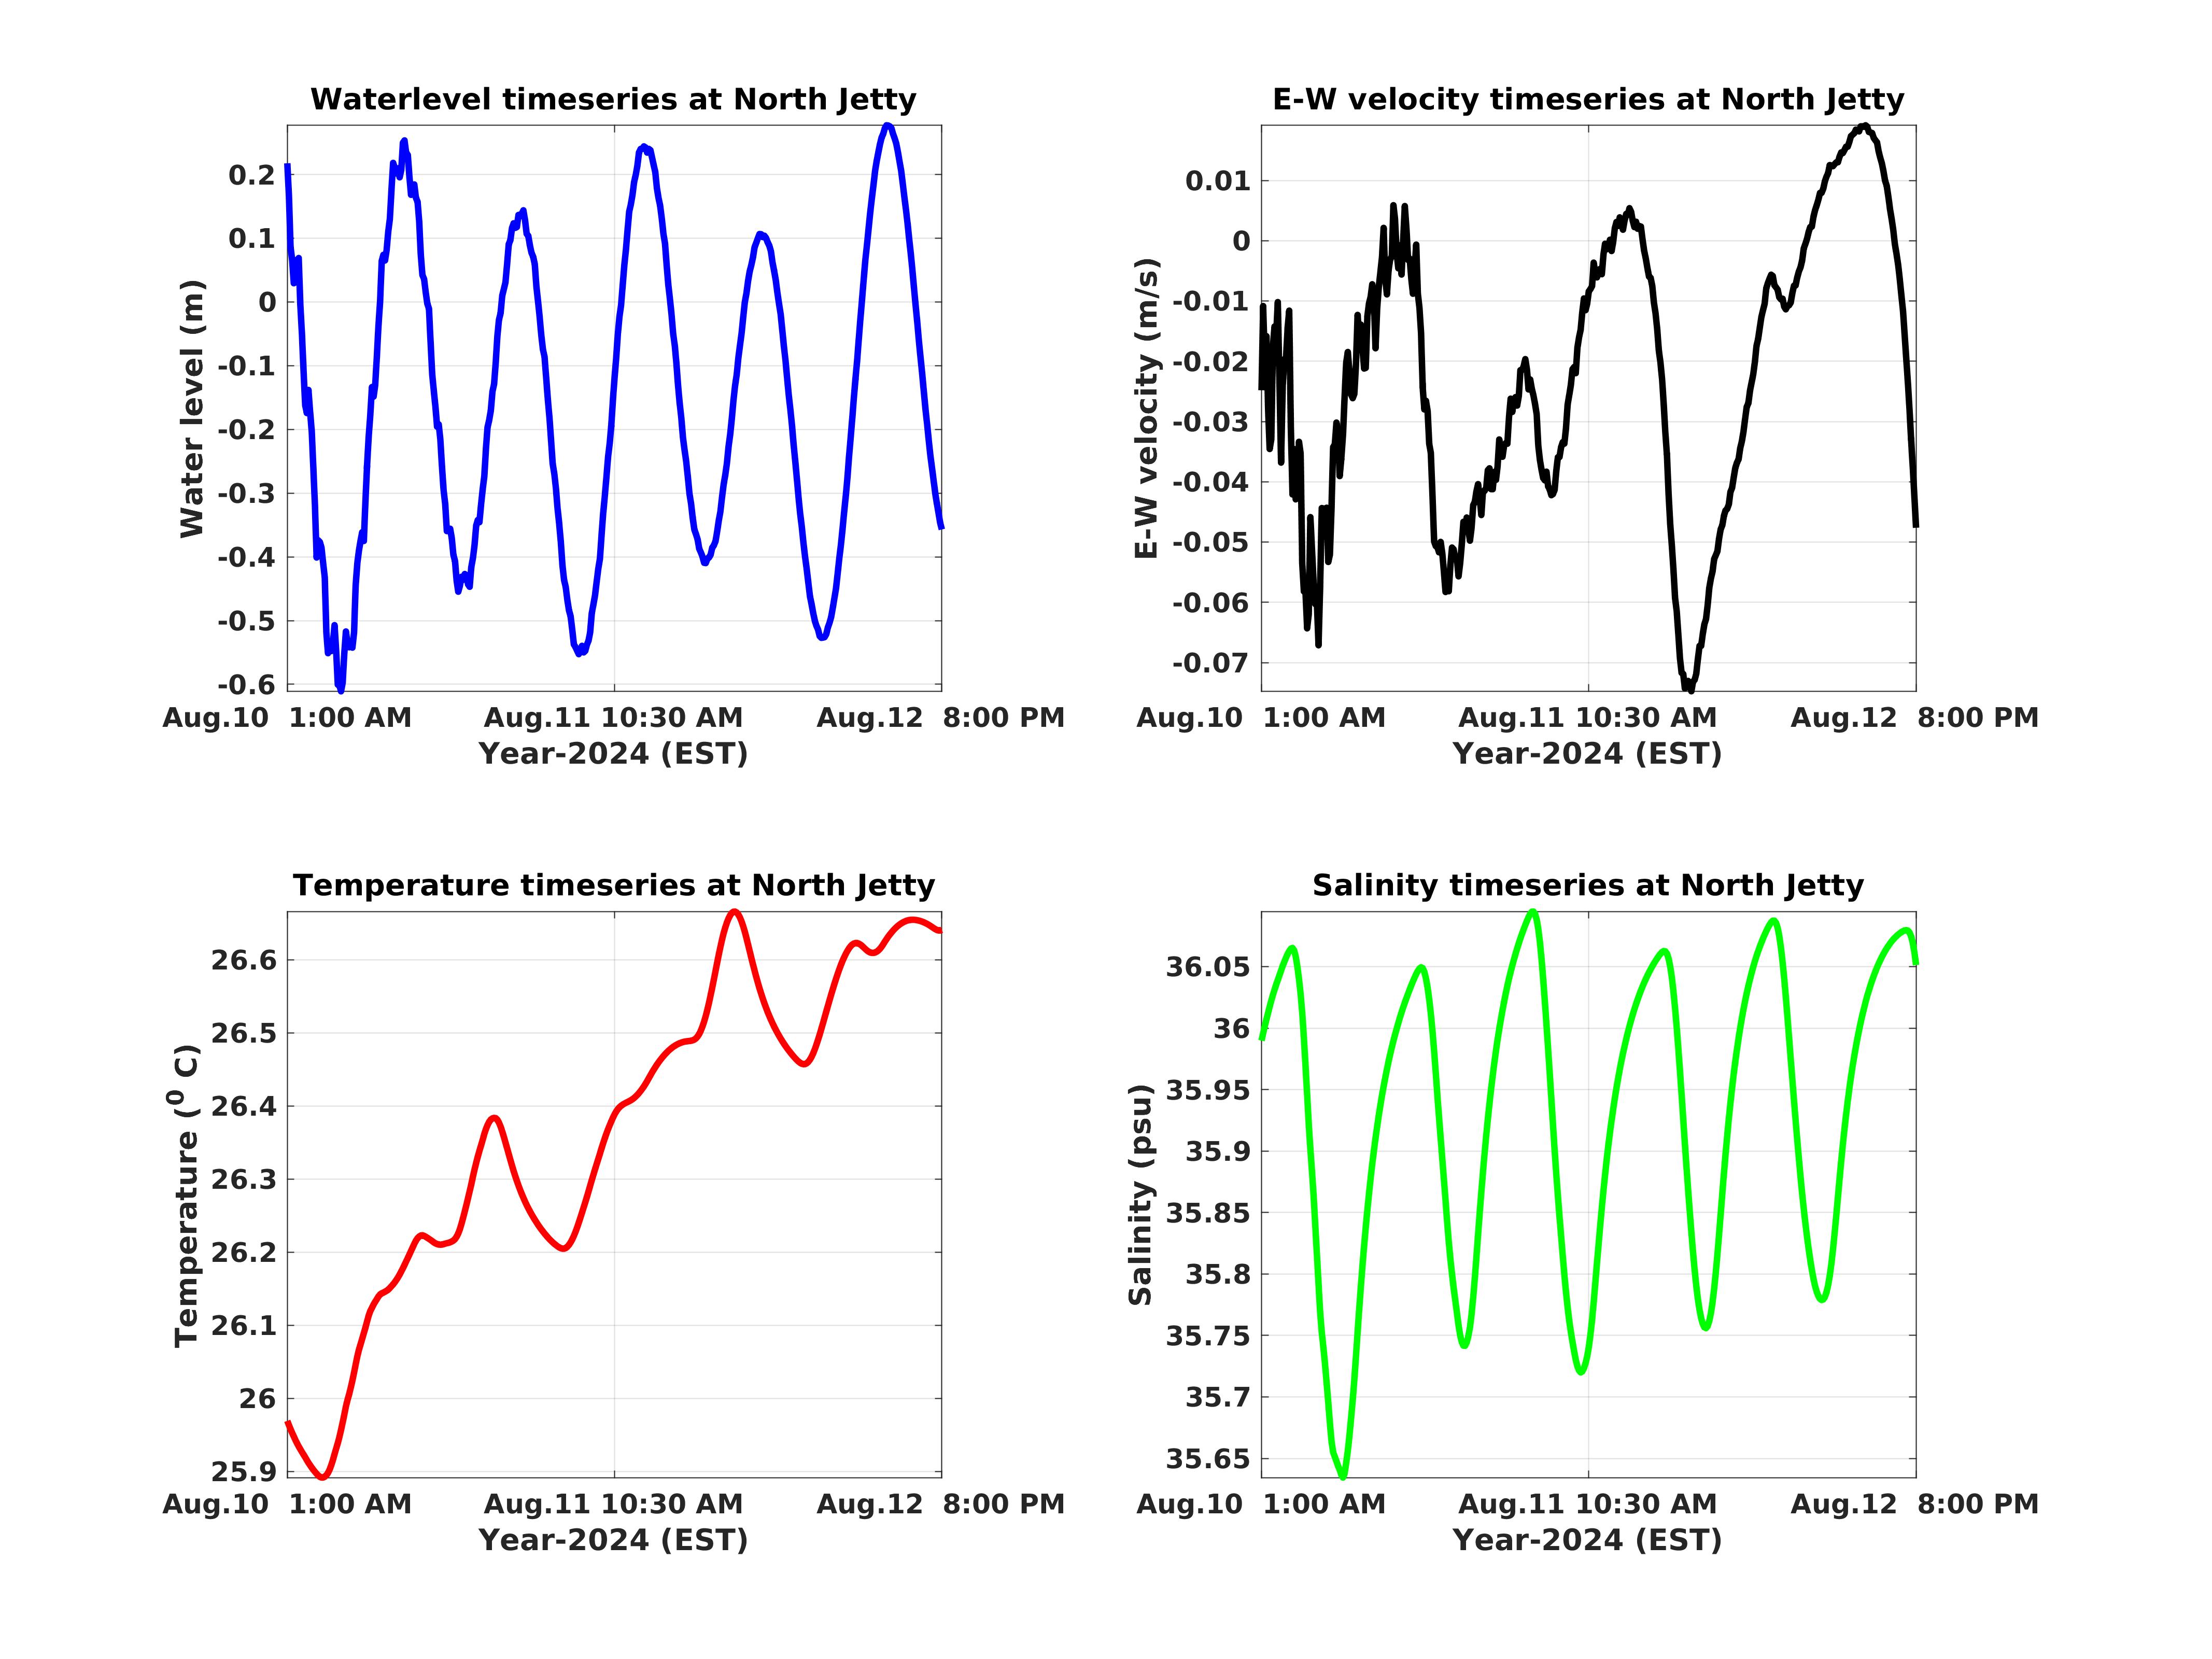 Waterlevel timeseries at North Jetty
0.2
0.1
0
-0.1
-0.2
-0.3
-0.4
-0.5
-0.6
Water level (m)
Aug.10 1:00 AM
Aug.11 10:30 AM
Aug.12 8:00 PM
Year-2024 (EST)
E-W velocity timeseries at North Jetty
0.01
0
-0.01
-0.02
-0.03
-0.04
-0.05
-0.06
-0.07
E-W velocity (m/s)
Aug.10 1:00 AM
Aug.11 10:30 AM
Aug.12 8:00 PM
Year-2024 (EST)
Temperature timeseries at North Jetty
26.6
26.5
26.4
26.3
26.2
26.1
26
25.9
Temperature (⁰ C)
Aug.10 1:00 AM
Aug.11 10:30 AM
Aug.12 8:00 PM
Year-2024 (EST)
Salinity timeseries at North Jetty
36.05
36
35.95
35.9
35.85
35.8
35.75
35.7
35.65
Salinity (psu)
Aug.10 1:00 AM
Aug.11 10:30 AM
Aug.12 8:00 PM
Year-2024 (EST)